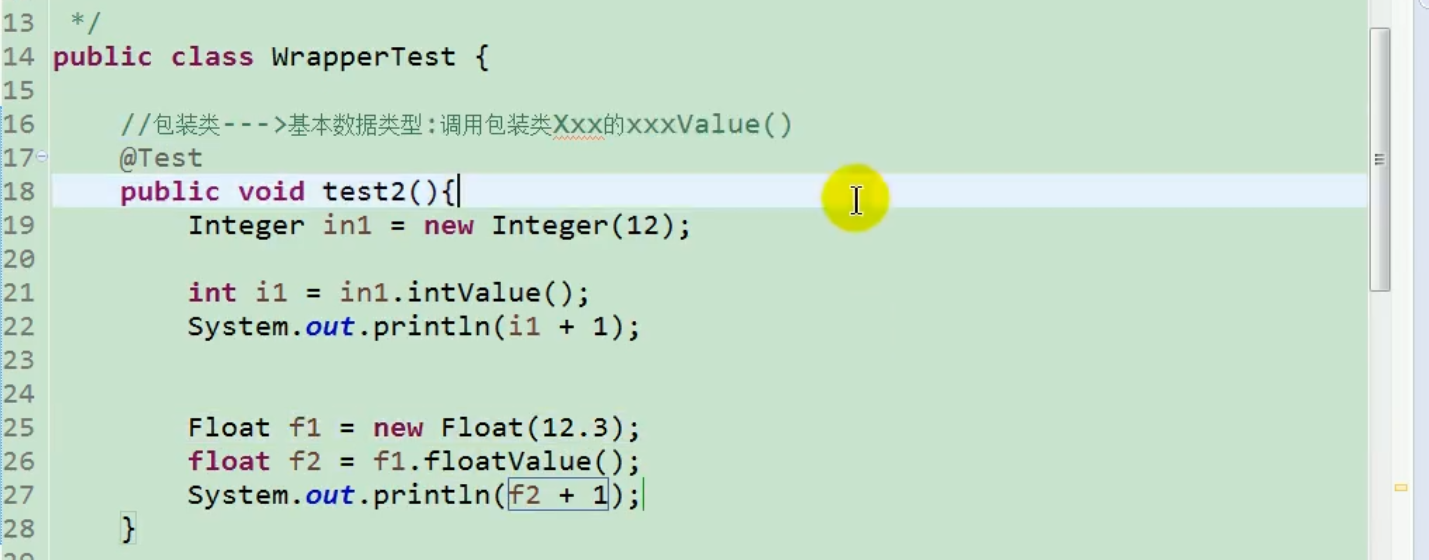 13 */
14 public class WrapperTest {
15
16 //包装类--->基本数据类型:调用包装类Xxx的xxxValue()
17 @Test
18 public void test2(){
19 Integer in1 = new Integer(12);
20
21 int i1 = in1.intValue();
22 System.out.println(i1 + 1);
23
24
25 Float f1 = new Float(12.3);
26 float f2 = f1.floatValue();
27 System.out.println(f2 + 1);
28 }